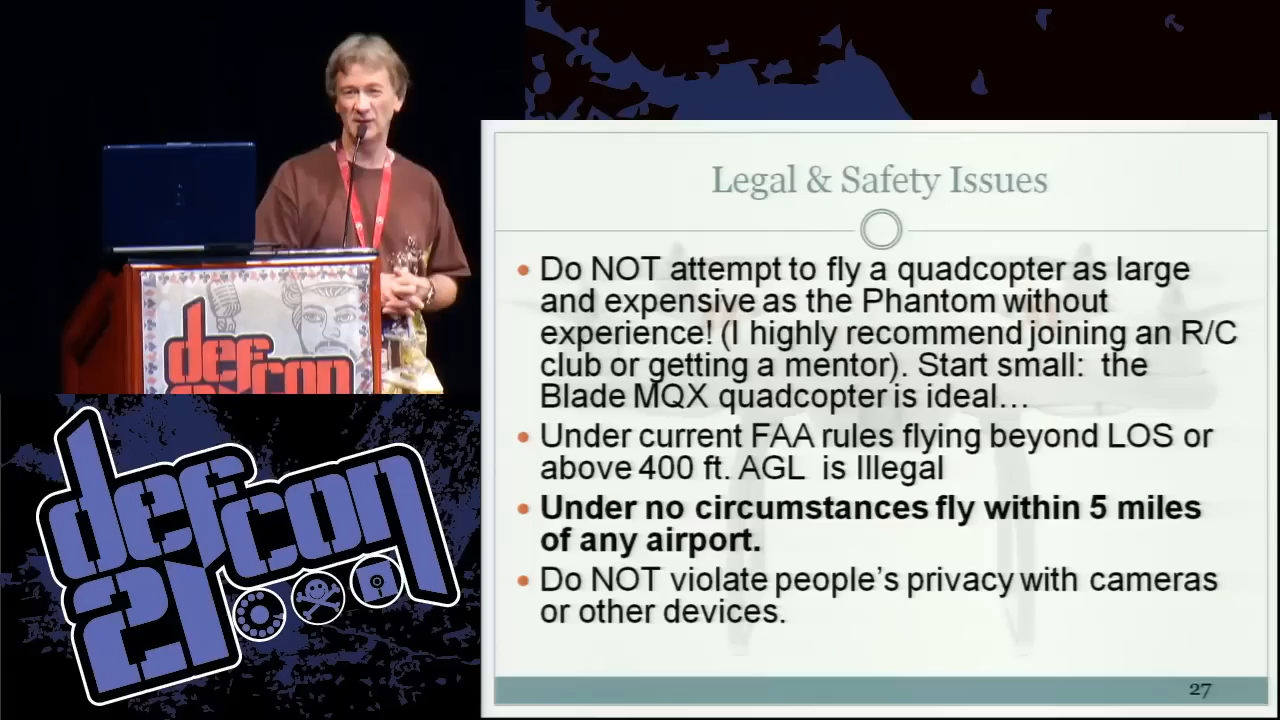 Legal & Safety Issues
• Do NOT attempt to fly a quadcopter as large
and expensive as the Phantom without
experience! (I highly recommend joining an R/C
club or getting a mentor). Start small:  the
Blade MQX quadcopter is ideal…
• Under current FAA rules flying beyond LOS or
above 400 ft. AGL  is Illegal
• Under no circumstances fly within 5 miles
of any airport.
• Do NOT violate people’s privacy with cameras
or other devices.
27
defcon
defcon
21